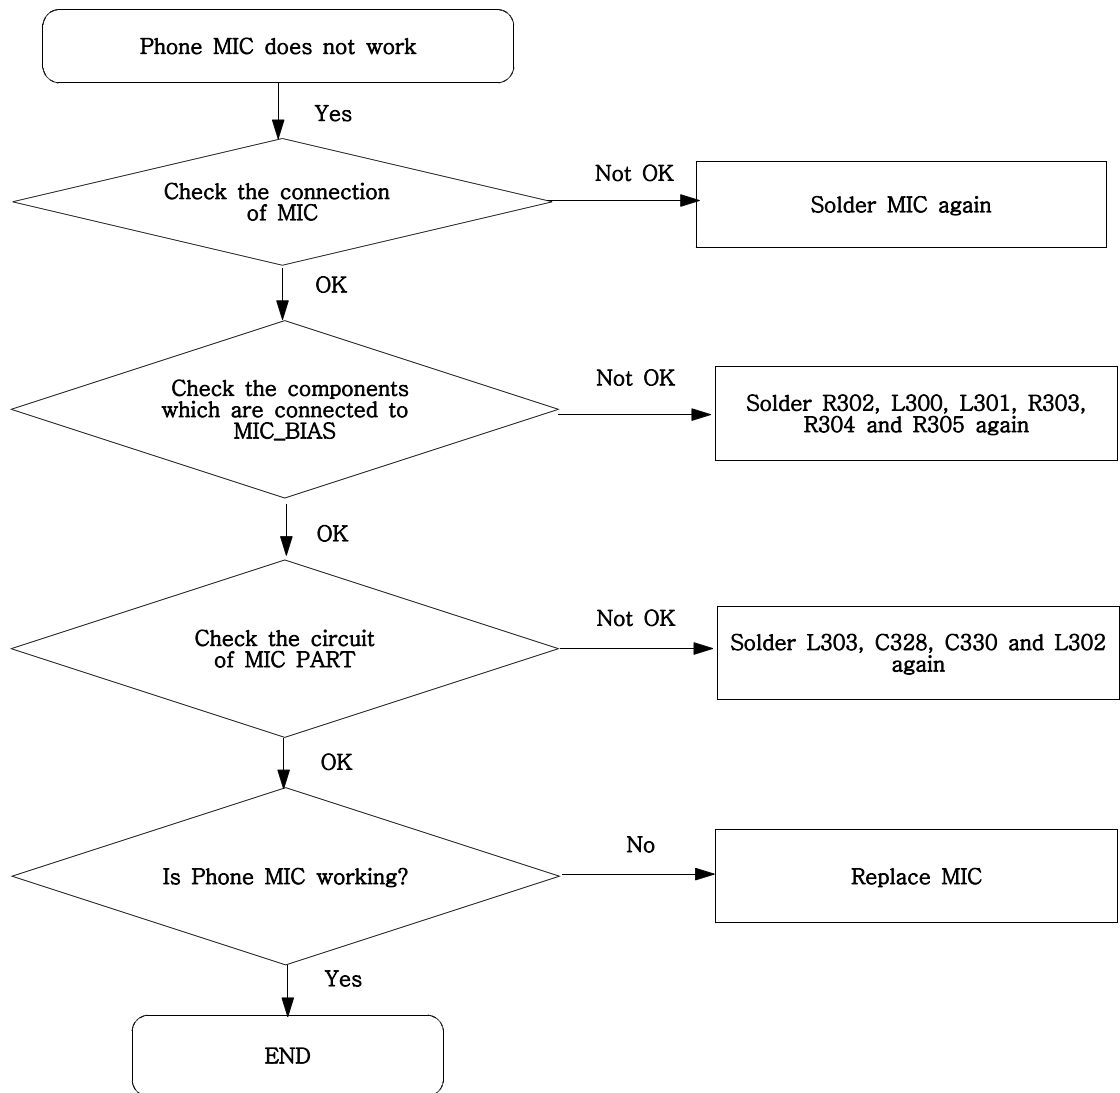 Phone MIC does not work
Yes
Check the connection
of MIC
Not OK
Solder MIC again
OK
Check the components
which are connected to
MIC_BIAS
Not OK
Solder R302, L300, L301, R303,
R304 and R305 again
OK
Check the circuit
of MIC PART
Not OK
Solder L303, C328, C330 and L302
again
OK
Is Phone MIC working?
No
Replace MIC
Yes
END